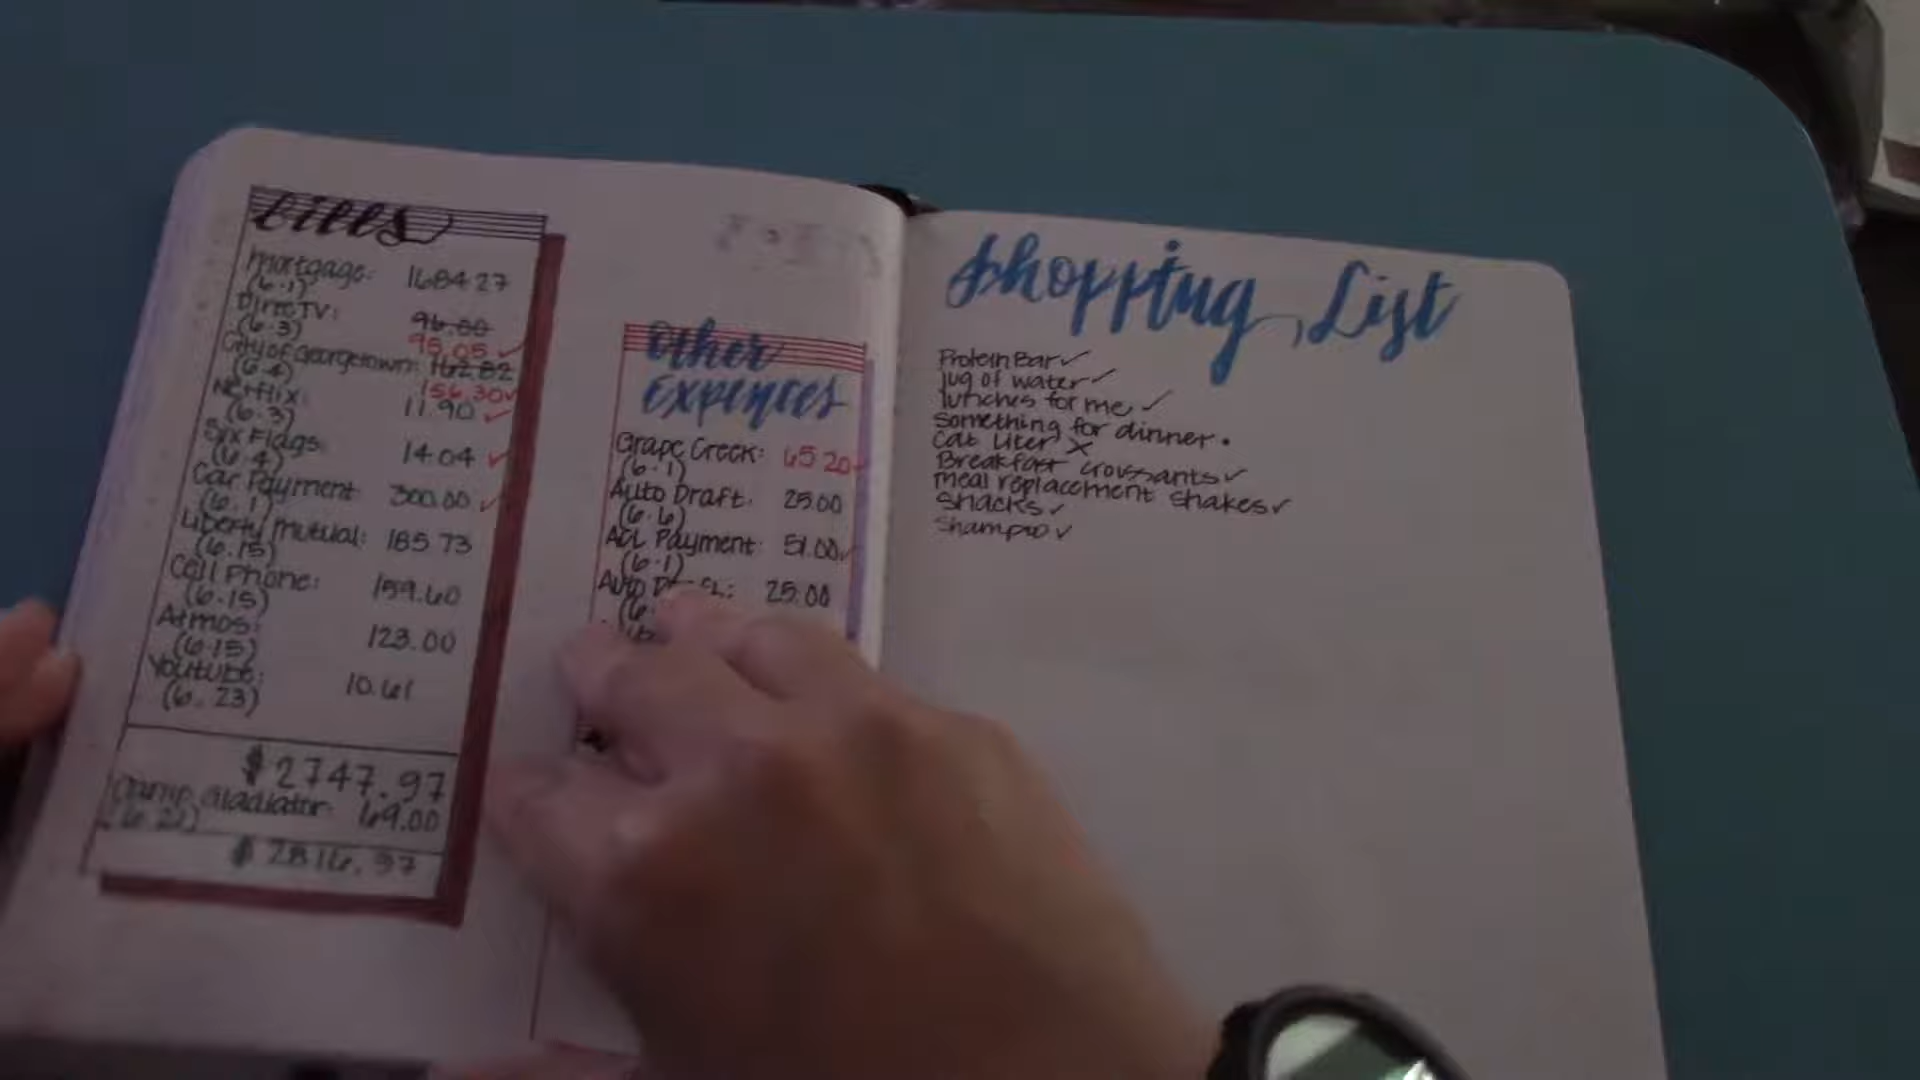 Bills
Mortgage: 1684.27
(6.1)
DirecTV: 96.00
(6.3) 95.05 ✓
City of Georgetown: 162.82
(6.4) 156.30 ✓
Netflix: 11.90 ✓
(6.3)
Six Flags: 14.04 ✓
(6.4)
Car Payment 300.00 ✓
(6.1)
Liberty Mutual: 185.73
(6.15)
Cell Phone: 159.60
(6.15)
Atmos: 123.00
(6.15)
Youtube: 10.61
(6.23)
$2747.97
Camp Gladiator: 69.00
$2816.97
Other
Expences
Grape Creek: 65.20
(6.1)
Auto Draft: 25.00
(6.6)
ACL Payment: 51.00 ✓
(6.1)
Auto 25.00
Shopping List
Protein Bar ✓
Jug of water ✓
lunches for me ✓
Something for dinner •
Cat Liter X
Breakfast croissants ✓
meal replacement shakes ✓
Snacks ✓
Shampoo ✓